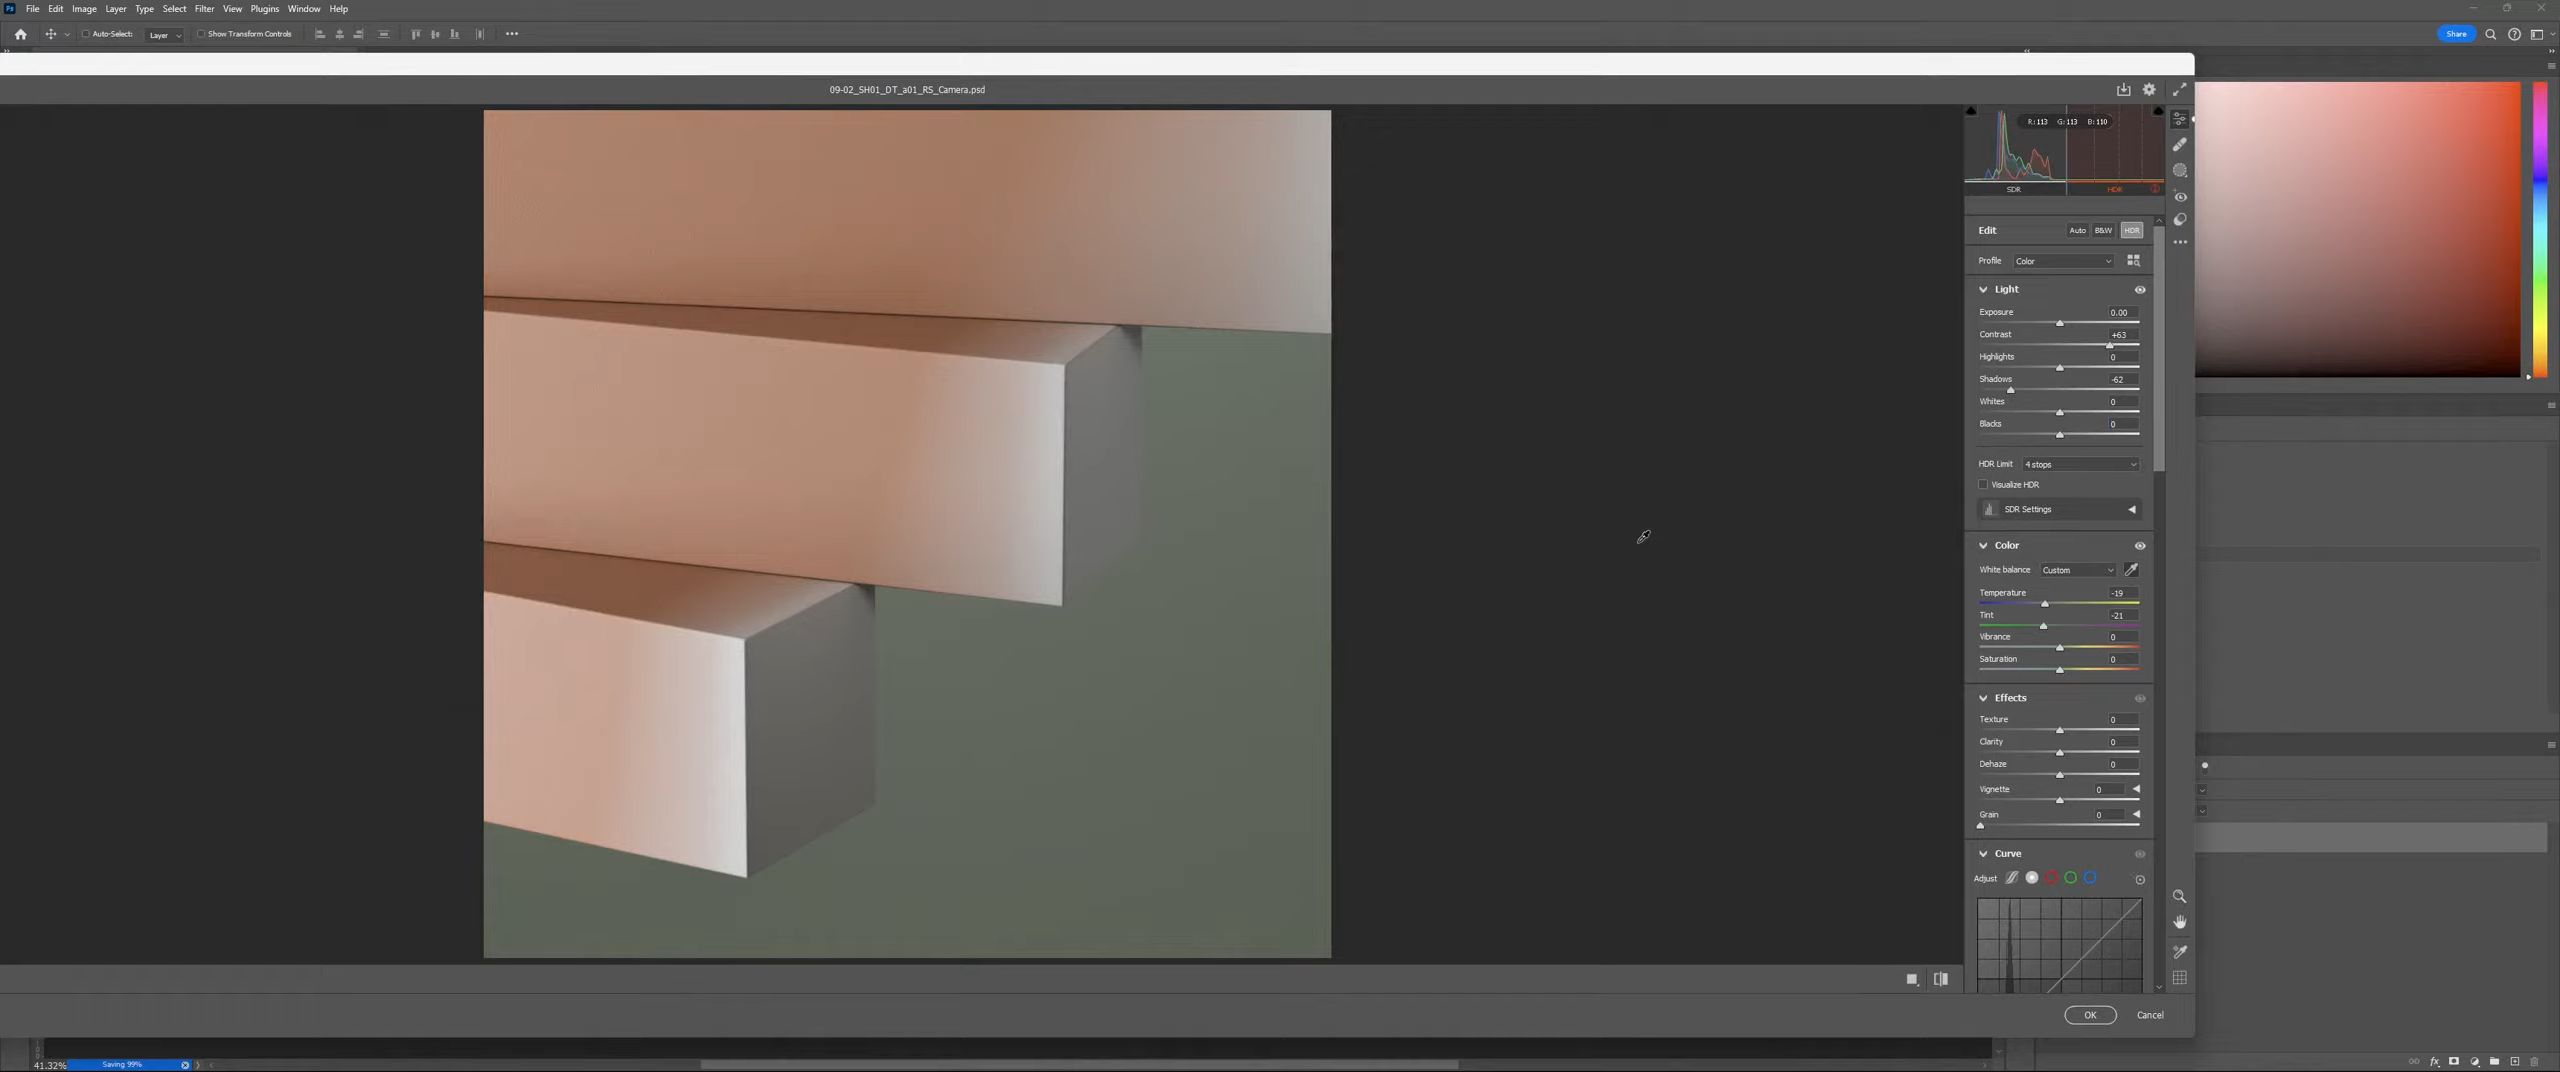 Ps File Edit Image Layer Type Select Filter View Plugins Window Help
Auto-Select: Layer Show Transform Controls Share
09-02_SH01_DT_a01_RS_Camera.psd
R: 113 G: 113 B: 110
SDR HDR
Edit Auto B&W HDR
Profile Color
Light
Exposure 0.00
Contrast +63
Highlights 0
Shadows -62
Whites 0
Blacks 0
HDR Limit 4 stops
Visualize HDR
SDR Settings
Color
White balance Custom
Temperature -19
Tint -21
Vibrance 0
Saturation 0
Effects
Texture 0
Clarity 0
Dehaze 0
Vignette 0
Grain 0
Curve
Adjust
OK Cancel
41.32% Saving 99%
fx